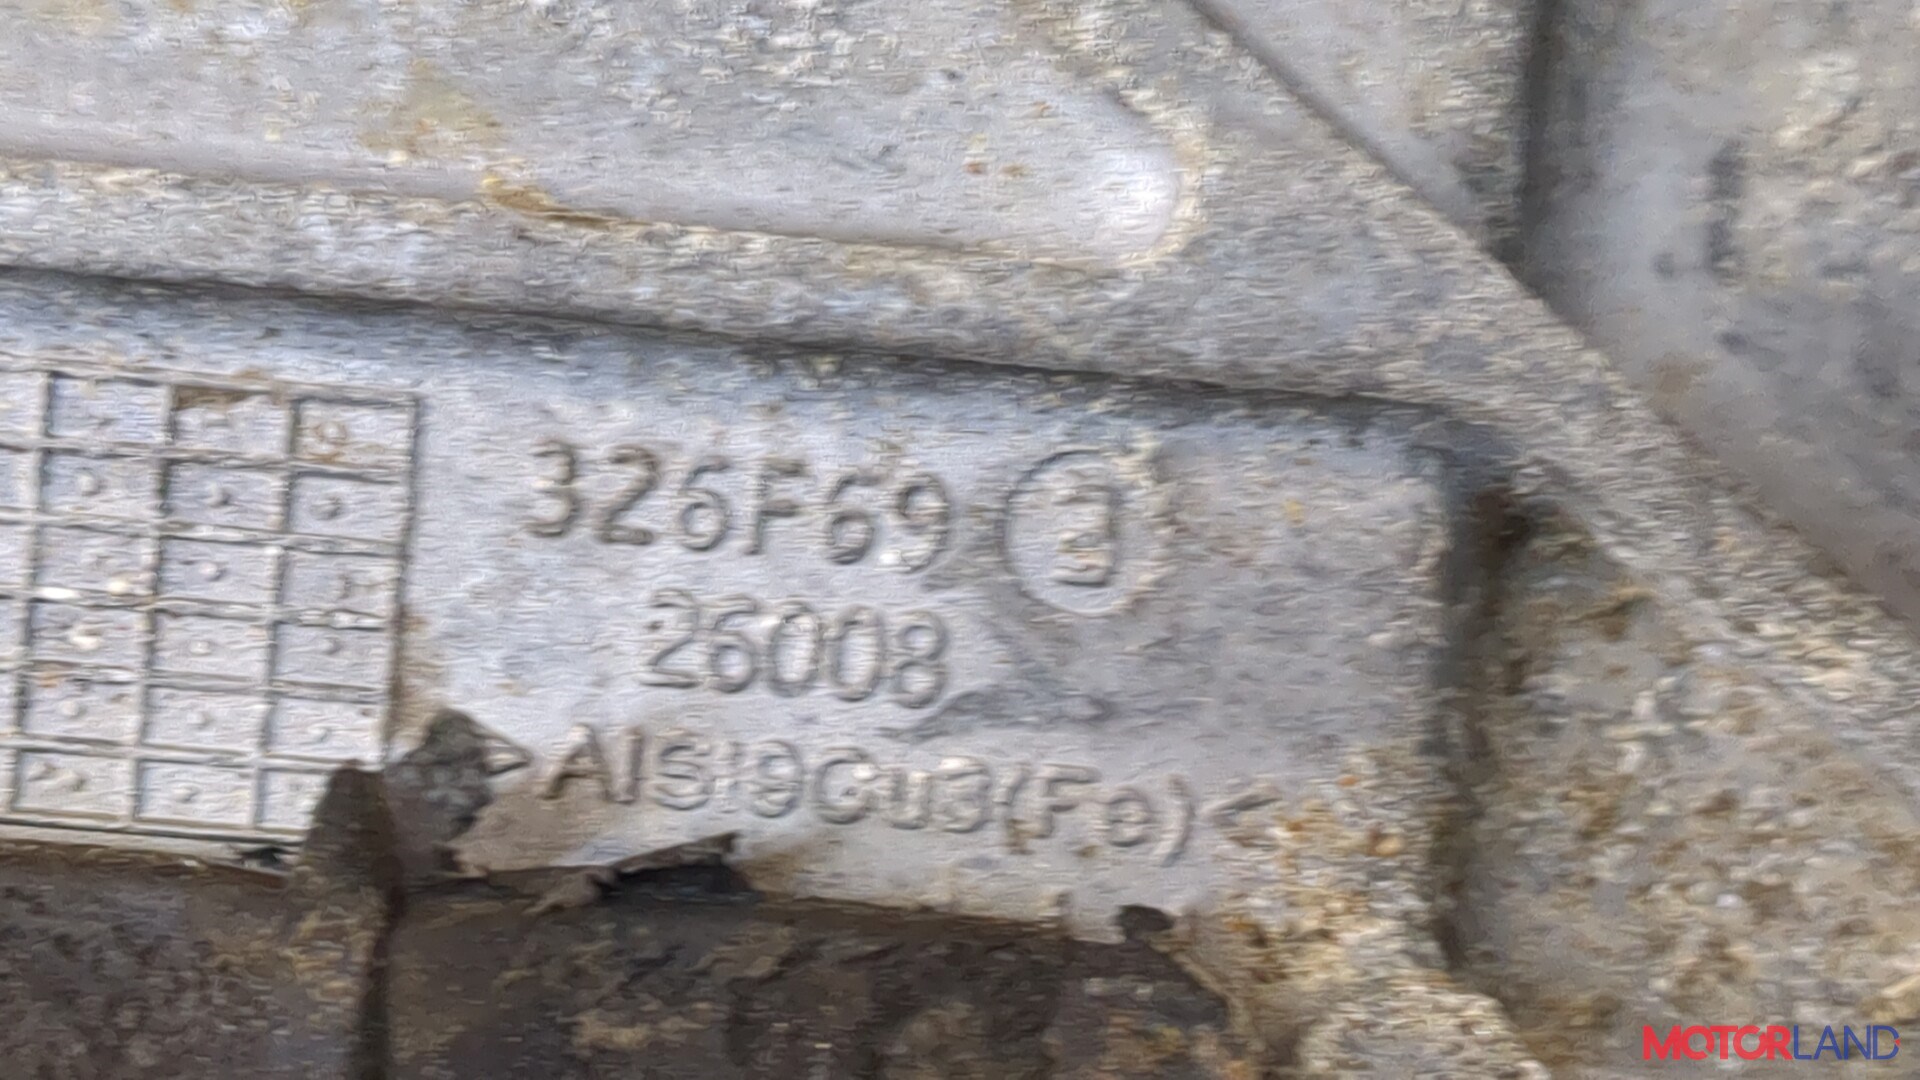 326F69
26008
>AlSi9Cu3(Fe)<
MOTORLAND